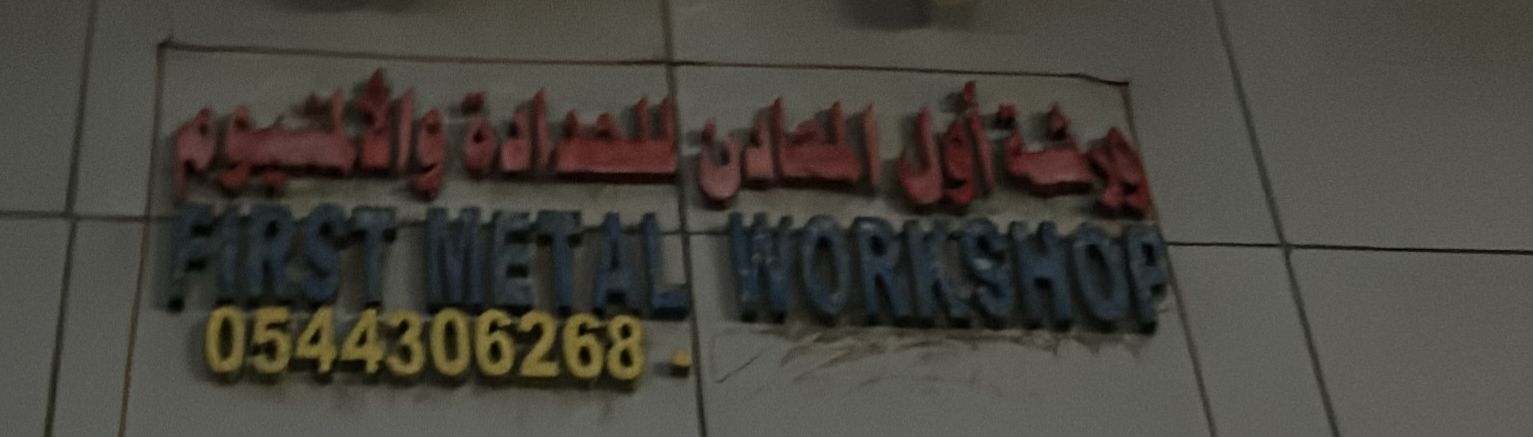 ورشة أول المعادن للحدادة والألمنيوم
FIRST METAL WORKSHOP
0544306268